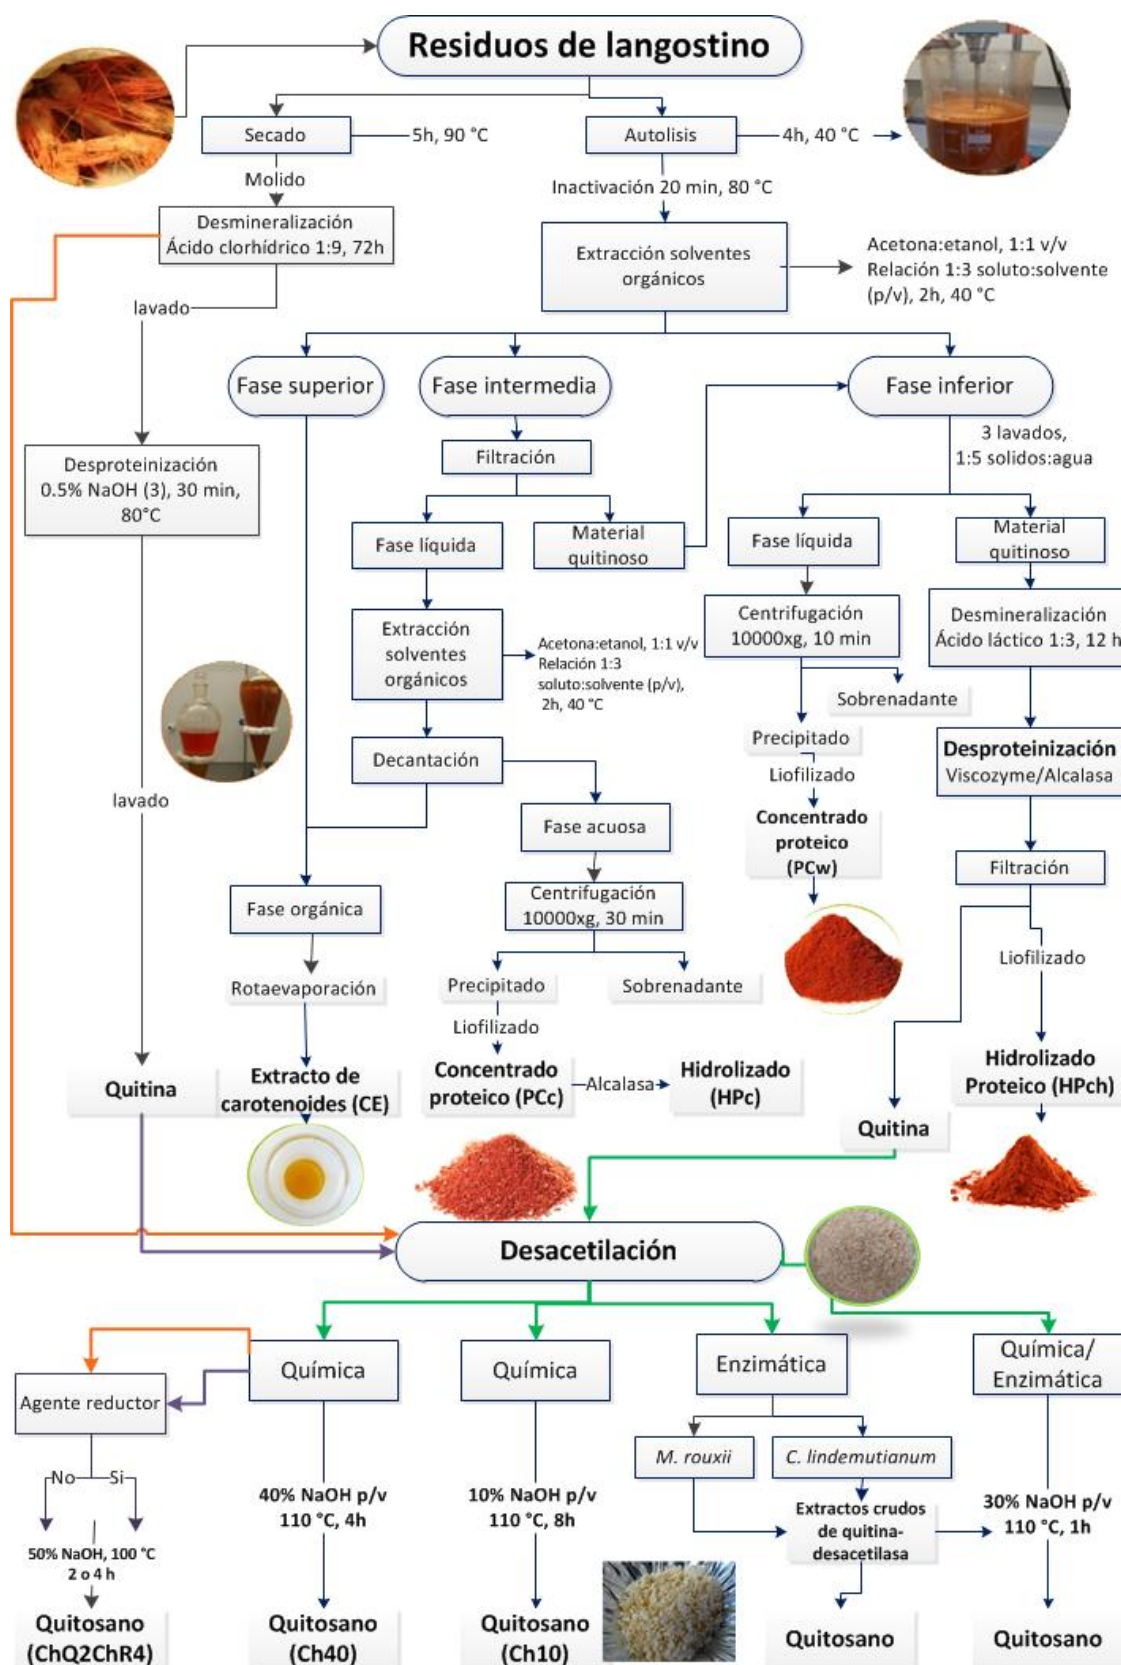 Residuos de langostino
Secado
5h, 90 °C
Autolisis
4h, 40 °C
Molido
Inactivación 20 min, 80 °C
Desmineralización
Ácido clorhídrico 1:9, 72h
Extracción solventes
orgánicos
Acetona:etanol, 1:1 v/v
Relación 1:3 soluto:solvente
(p/v), 2h, 40 °C
lavado
Fase superior
Fase intermedia
Fase inferior
3 lavados,
1:5 solidos:agua
Desproteinización
0.5% NaOH (3), 30 min,
80°C
Filtración
Fase líquida
Material
quitinoso
Fase líquida
Material
quitinoso
Extracción
solventes
orgánicos
Acetona:etanol, 1:1 v/v
Relación 1:3
soluto:solvente (p/v),
2h, 40 °C
Centrifugación
10000xg, 10 min
Desmineralización
Ácido láctico 1:3, 12 h
Sobrenadante
Precipitado
Decantación
Desproteinización
Viscozyme/Alcalasa
Liofilizado
lavado
Fase acuosa
Concentrado
proteico
(PCw)
Filtración
Fase orgánica
Centrifugación
10000xg, 30 min
Liofilizado
Rotaevaporación
Precipitado
Sobrenadante
Liofilizado
Quitina
Extracto de
carotenoides (CE)
Concentrado
proteico (PCc)
Alcalasa
Hidrolizado
(HPc)
Hidrolizado
Proteico (HPch)
Quitina
Desacetilación
Química
Química
Enzimática
Química/
Enzimática
Agente reductor
M. rouxii
C. lindemutianum
No
Si
40% NaOH p/v
110 °C, 4h
10% NaOH p/v
110 °C, 8h
Extractos crudos
de quitina-
desacetilasa
30% NaOH p/v
110 °C, 1h
50% NaOH, 100 °C
2 o 4 h
Quitosano
(ChQ2ChR4)
Quitosano
(Ch40)
Quitosano
(Ch10)
Quitosano
Quitosano